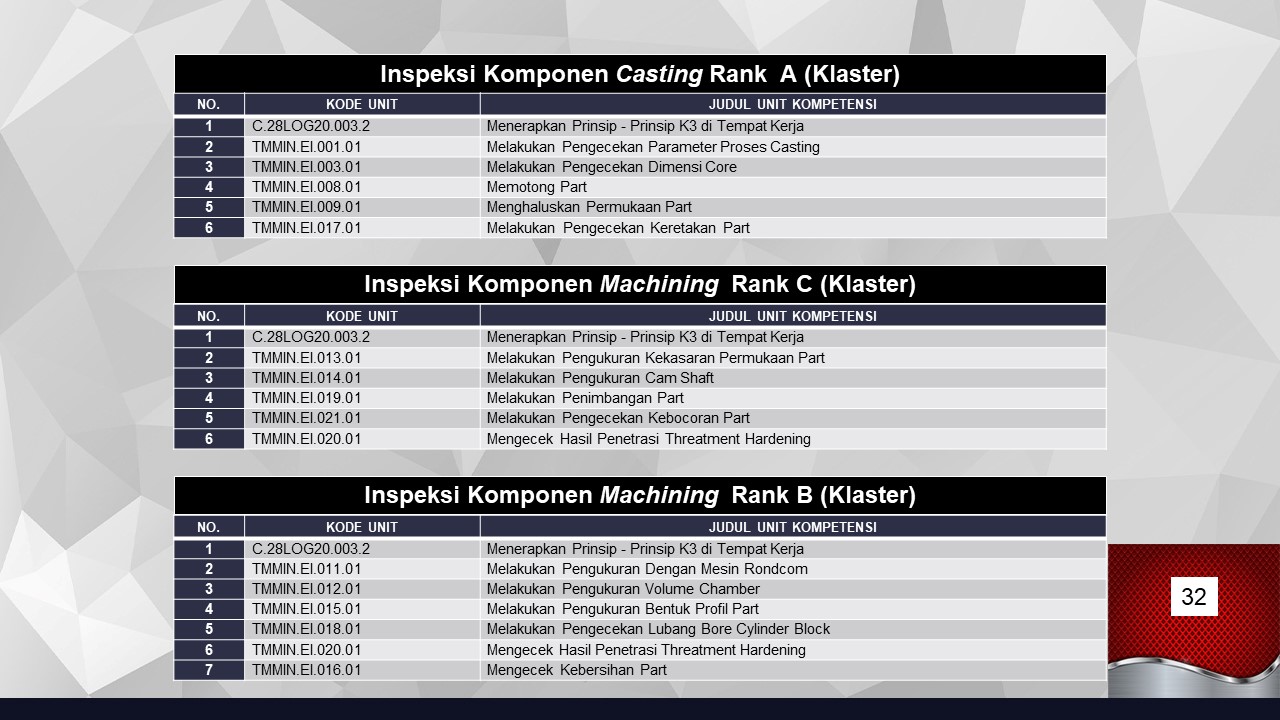 Inspeksi Komponen Casting Rank A (Klaster)
NO. KODE UNIT JUDUL UNIT KOMPETENSI
1 C.28LOG20.003.2 Menerapkan Prinsip - Prinsip K3 di Tempat Kerja
2 TMMIN.EI.001.01 Melakukan Pengecekan Parameter Proses Casting
3 TMMIN.EI.003.01 Melakukan Pengecekan Dimensi Core
4 TMMIN.EI.008.01 Memotong Part
5 TMMIN.EI.009.01 Menghaluskan Permukaan Part
6 TMMIN.EI.017.01 Melakukan Pengecekan Keretakan Part
Inspeksi Komponen Machining Rank C (Klaster)
NO. KODE UNIT JUDUL UNIT KOMPETENSI
1 C.28LOG20.003.2 Menerapkan Prinsip - Prinsip K3 di Tempat Kerja
2 TMMIN.EI.013.01 Melakukan Pengukuran Kekasaran Permukaan Part
3 TMMIN.EI.014.01 Melakukan Pengukuran Cam Shaft
4 TMMIN.EI.019.01 Melakukan Penimbangan Part
5 TMMIN.EI.021.01 Melakukan Pengecekan Kebocoran Part
6 TMMIN.EI.020.01 Mengecek Hasil Penetrasi Threatment Hardening
Inspeksi Komponen Machining Rank B (Klaster)
NO. KODE UNIT JUDUL UNIT KOMPETENSI
1 C.28LOG20.003.2 Menerapkan Prinsip - Prinsip K3 di Tempat Kerja
2 TMMIN.EI.011.01 Melakukan Pengukuran Dengan Mesin Rondcom
3 TMMIN.EI.012.01 Melakukan Pengukuran Volume Chamber
4 TMMIN.EI.015.01 Melakukan Pengukuran Bentuk Profil Part
5 TMMIN.EI.018.01 Melakukan Pengecekan Lubang Bore Cylinder Block
6 TMMIN.EI.020.01 Mengecek Hasil Penetrasi Threatment Hardening
7 TMMIN.EI.016.01 Mengecek Kebersihan Part
32